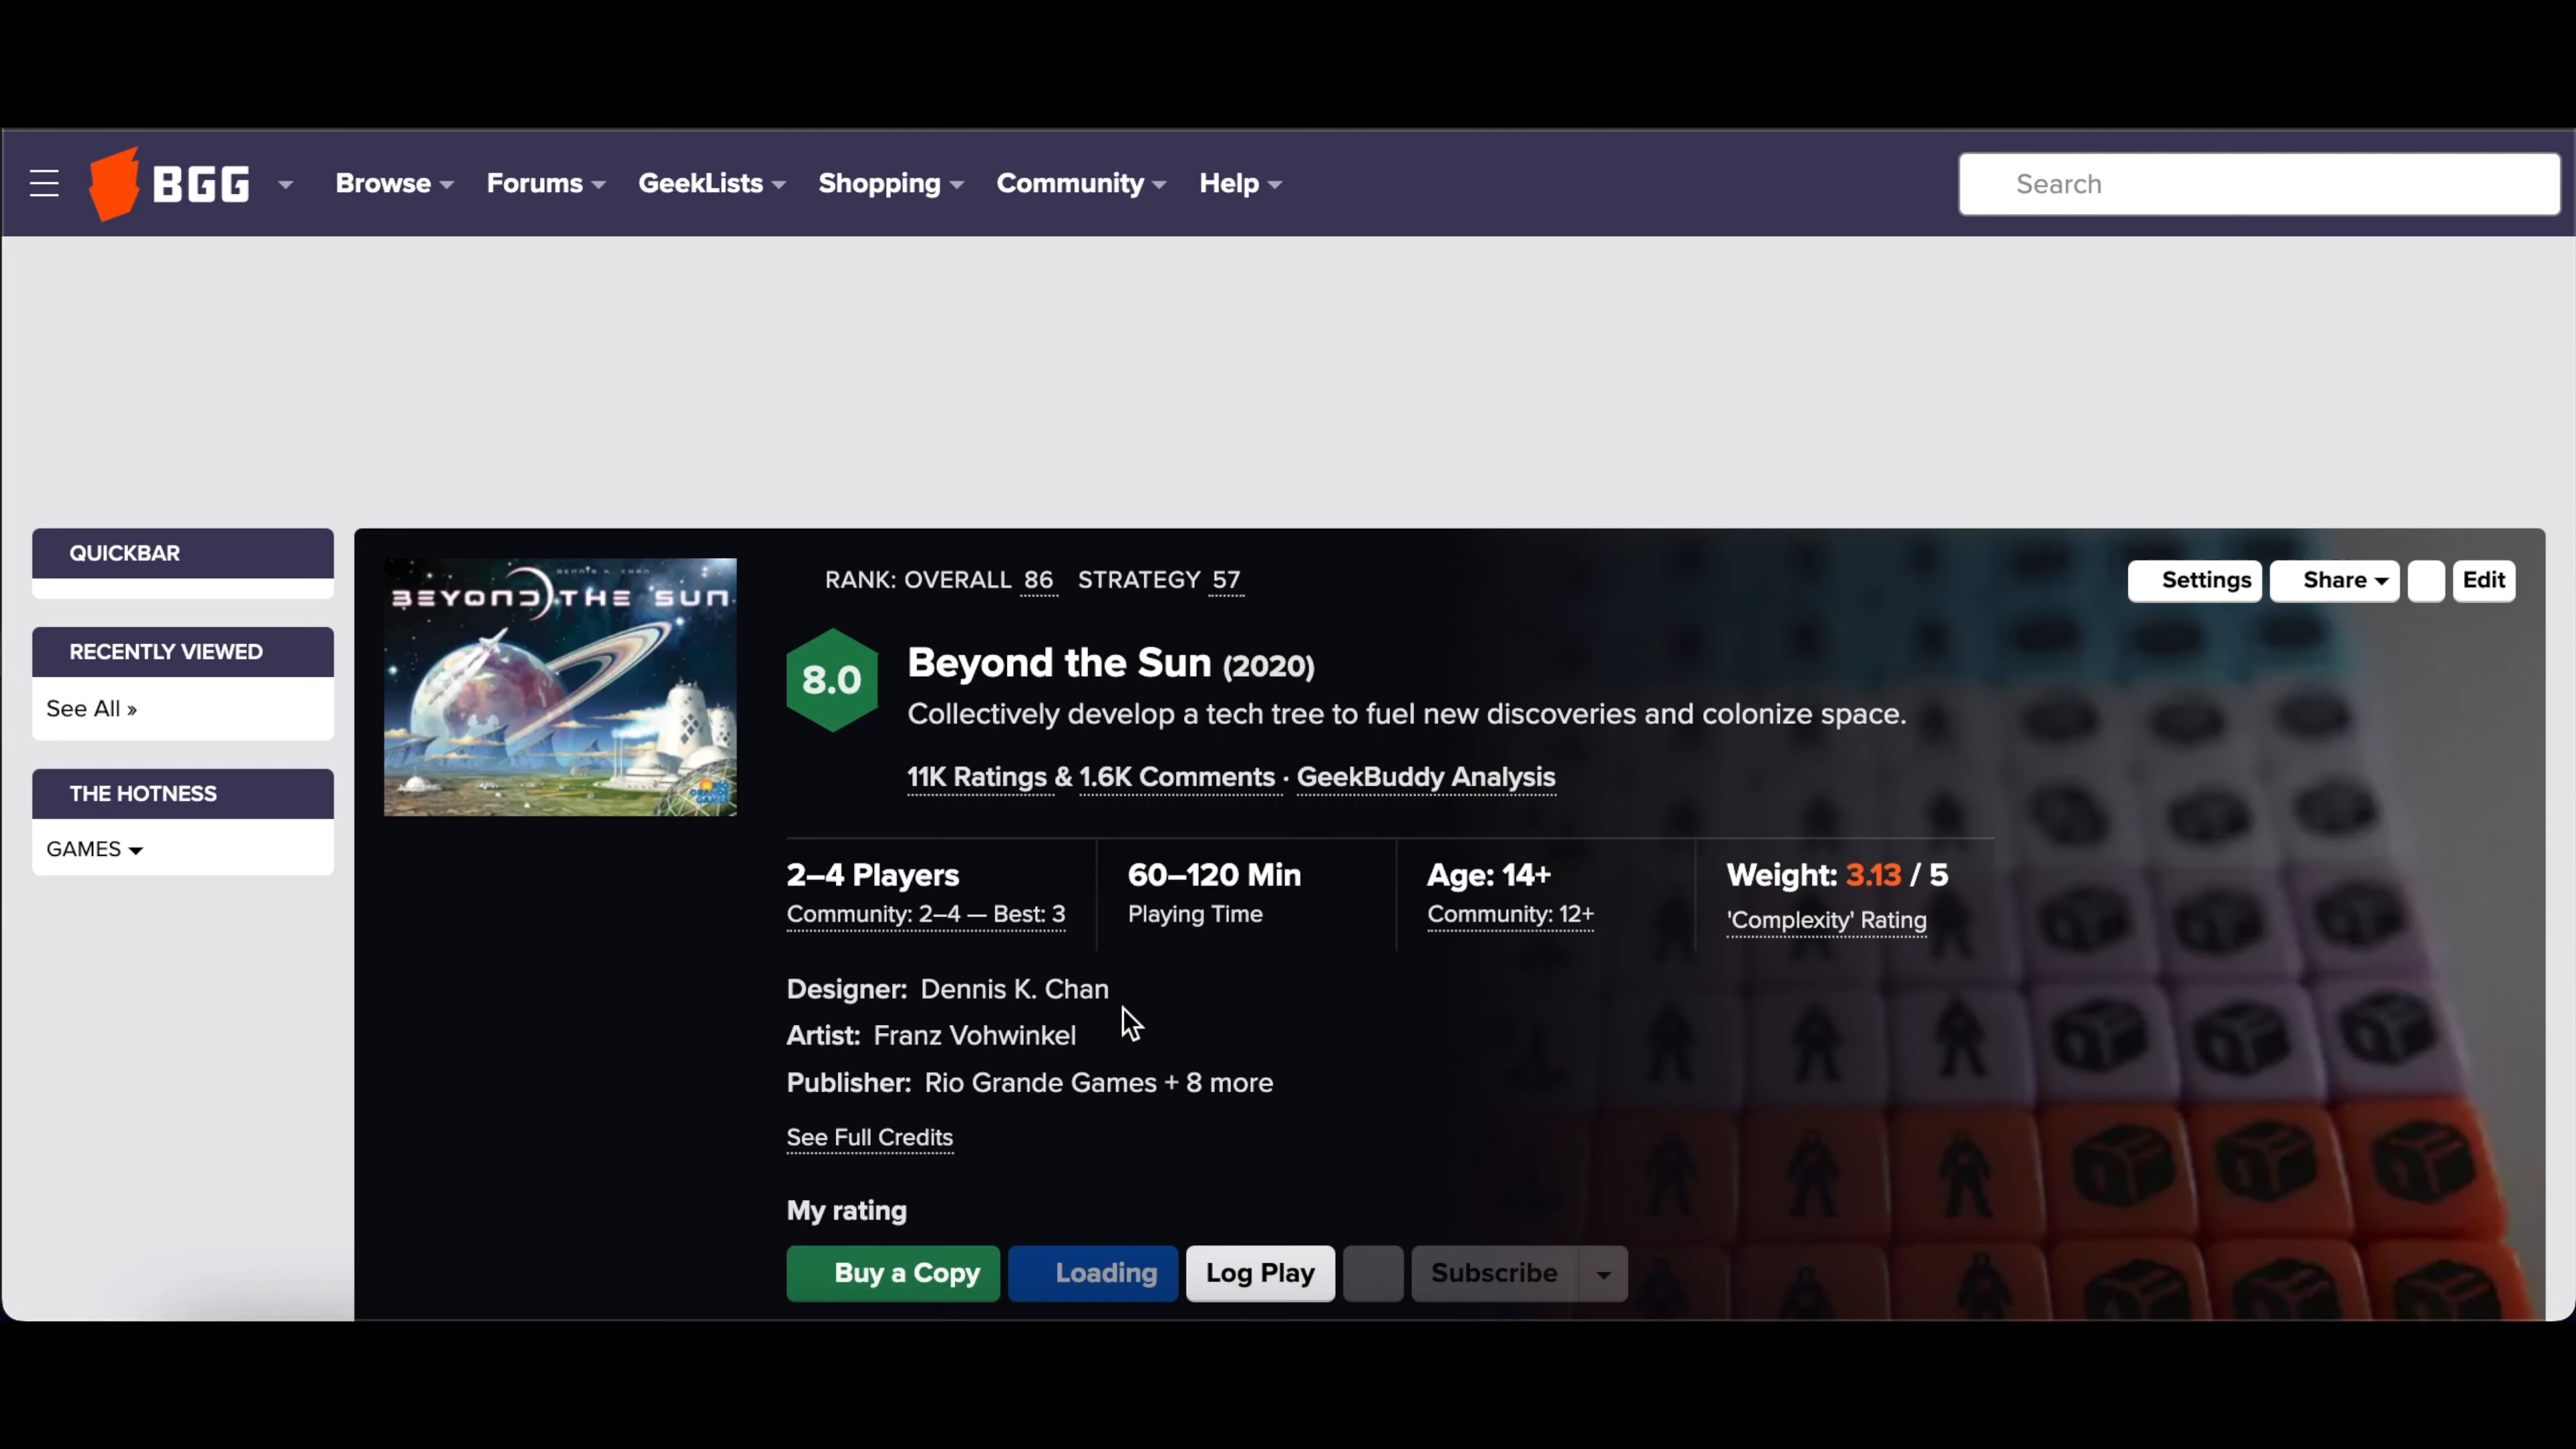 BGG Browse Forums GeekLists Shopping Community Help Search
QUICKBAR
RECENTLY VIEWED
See All »
THE HOTNESS
GAMES
DENNIS K. CHAN
BEYOND THE SUN
RIO GRANDE GAMES
RANK: OVERALL 86 STRATEGY 57
Settings Share Edit
8.0
Beyond the Sun (2020)
Collectively develop a tech tree to fuel new discoveries and colonize space.
11K Ratings & 1.6K Comments · GeekBuddy Analysis
2–4 Players
Community: 2–4 — Best: 3
60–120 Min
Playing Time
Age: 14+
Community: 12+
Weight: 3.13 / 5
'Complexity' Rating
Designer: Dennis K. Chan
Artist: Franz Vohwinkel
Publisher: Rio Grande Games + 8 more
See Full Credits
My rating
Buy a Copy Loading Log Play Subscribe